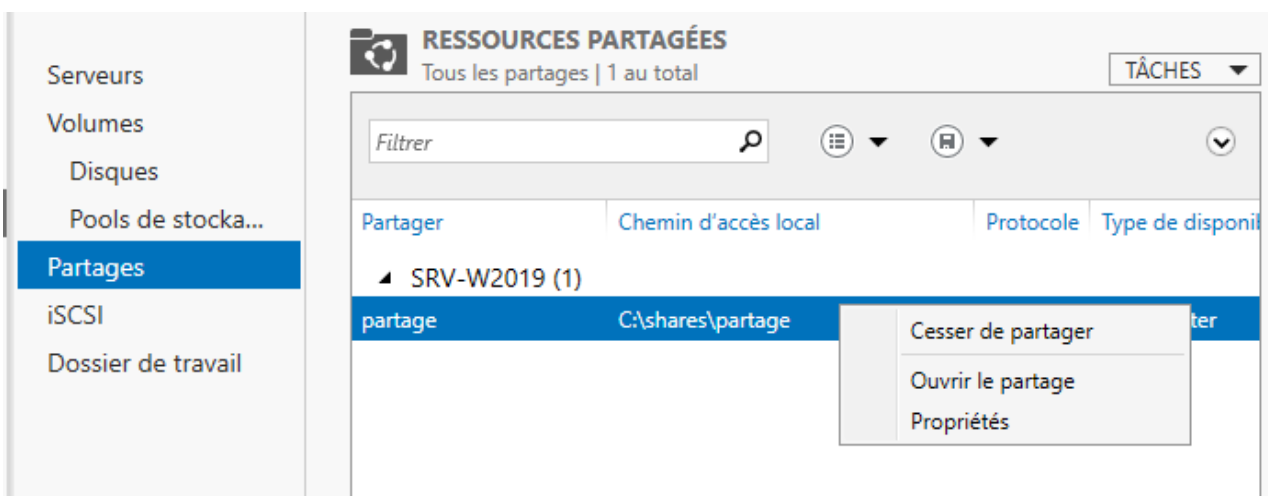 Serveurs
Volumes
Disques
Pools de stocka...
Partages
iSCSI
Dossier de travail
RESSOURCES PARTAGÉES
Tous les partages | 1 au total
TÂCHES
Filtrer
Partager Chemin d'accès local Protocole Type de disponil
SRV-W2019 (1)
partage C:\shares\partage ter
Cesser de partager
Ouvrir le partage
Propriétés